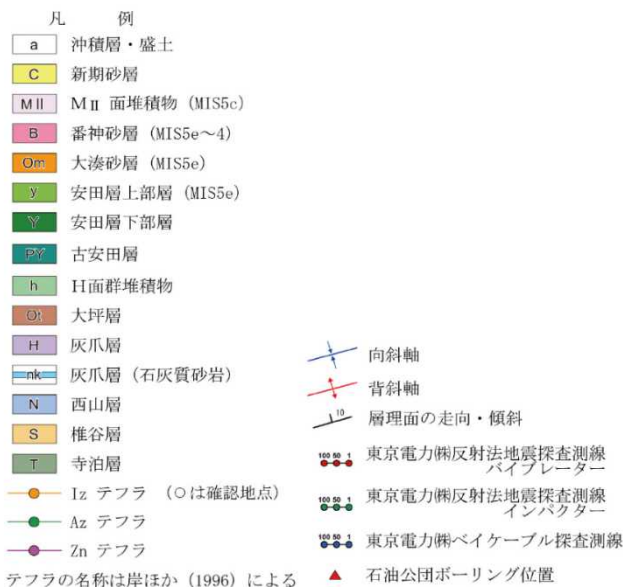 凡 例
a 沖積層・盛土
C 新期砂層
MⅡ MⅡ 面堆積物 (MIS5c)
B 番神砂層 (MIS5e～4)
Om 大湊砂層 (MIS5e)
y 安田層上部層 (MIS5e)
Y 安田層下部層
PY 古安田層
h H面群堆積物
Ot 大坪層
H 灰爪層
nk 灰爪層 (石灰質砂岩)
N 西山層
S 椎谷層
T 寺泊層
Iz テフラ (○は確認地点)
Az テフラ
Zn テフラ
テフラの名称は岸ほか (1996) による
向斜軸
背斜軸
10 層理面の走向・傾斜
100 50 1 東京電力㈱反射法地震探査測線
バイブレーター
100 50 1 東京電力㈱反射法地震探査測線
インパクター
100 50 1 東京電力㈱ベイケーブル探査測線
石油公団ボーリング位置